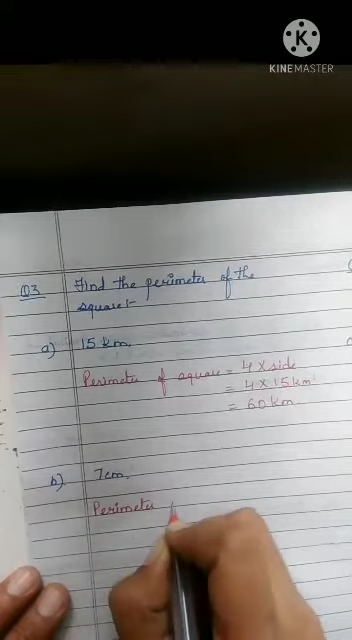 KINEMASTER
Q3 Find the perimeter of the
square:-
a) 15 km.
Perimeter of square = 4 × side
= 4 × 15 km
= 60 km
b) 7cm.
Perimeter